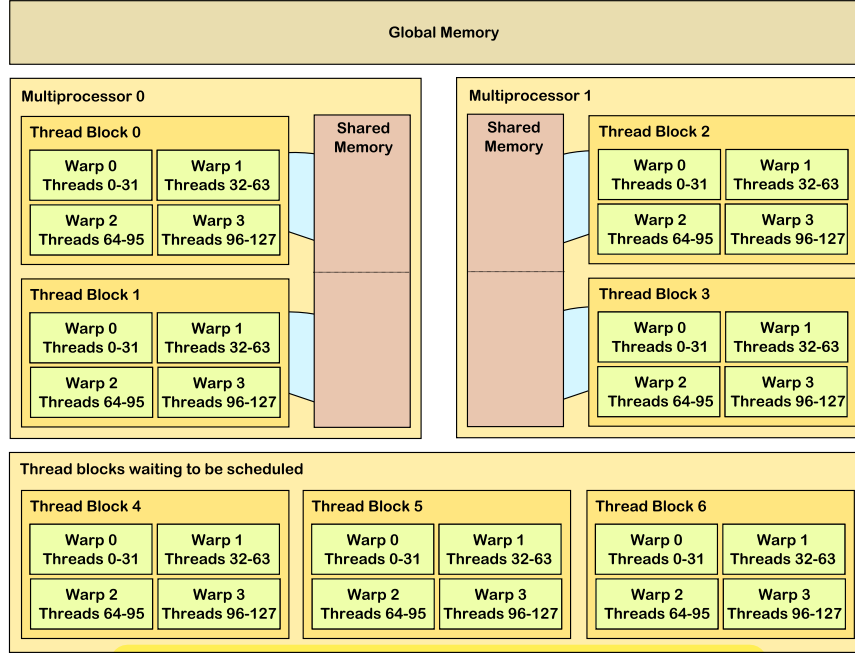 Global Memory
Multiprocessor 0
Thread Block 0
Warp 0
Threads 0-31
Warp 1
Threads 32-63
Warp 2
Threads 64-95
Warp 3
Threads 96-127
Thread Block 1
Warp 0
Threads 0-31
Warp 1
Threads 32-63
Warp 2
Threads 64-95
Warp 3
Threads 96-127
Shared
Memory
Multiprocessor 1
Shared
Memory
Thread Block 2
Warp 0
Threads 0-31
Warp 1
Threads 32-63
Warp 2
Threads 64-95
Warp 3
Threads 96-127
Thread Block 3
Warp 0
Threads 0-31
Warp 1
Threads 32-63
Warp 2
Threads 64-95
Warp 3
Threads 96-127
Thread blocks waiting to be scheduled
Thread Block 4
Warp 0
Threads 0-31
Warp 1
Threads 32-63
Warp 2
Threads 64-95
Warp 3
Threads 96-127
Thread Block 5
Warp 0
Threads 0-31
Warp 1
Threads 32-63
Warp 2
Threads 64-95
Warp 3
Threads 96-127
Thread Block 6
Warp 0
Threads 0-31
Warp 1
Threads 32-63
Warp 2
Threads 64-95
Warp 3
Threads 96-127